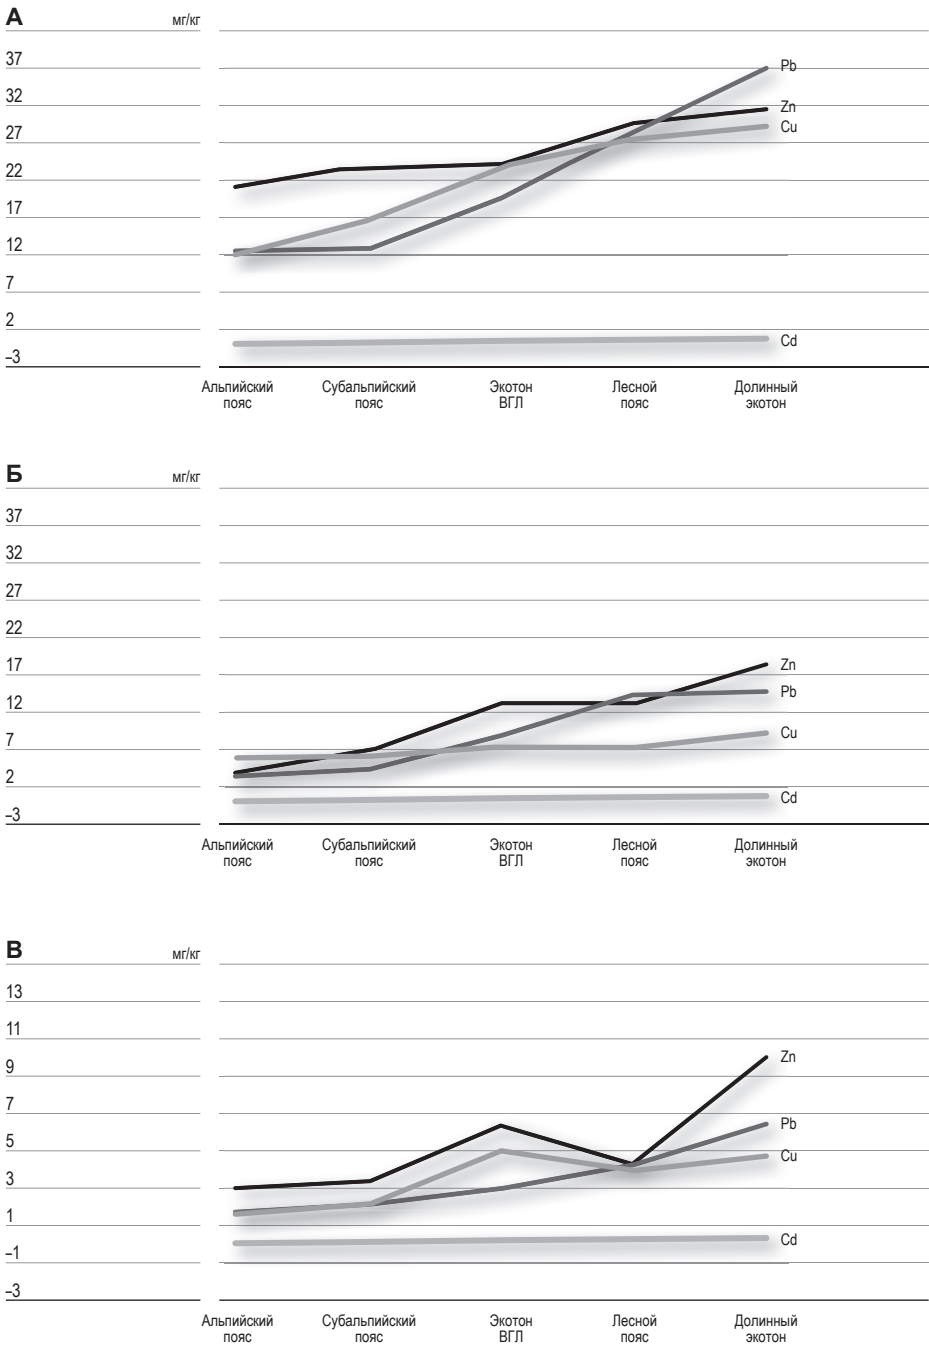 А
мг/кг
37
32
27
22
17
12
7
2
–3
Pb
Zn
Cu
Cd
Альпийский
пояс
Субальпийский
пояс
Экотон
ВГЛ
Лесной
пояс
Долинный
экотон
Б
мг/кг
37
32
27
22
17
12
7
2
–3
Zn
Pb
Cu
Cd
Альпийский
пояс
Субальпийский
пояс
Экотон
ВГЛ
Лесной
пояс
Долинный
экотон
В
мг/кг
13
11
9
7
5
3
1
–1
–3
Zn
Pb
Cu
Cd
Альпийский
пояс
Субальпийский
пояс
Экотон
ВГЛ
Лесной
пояс
Долинный
экотон